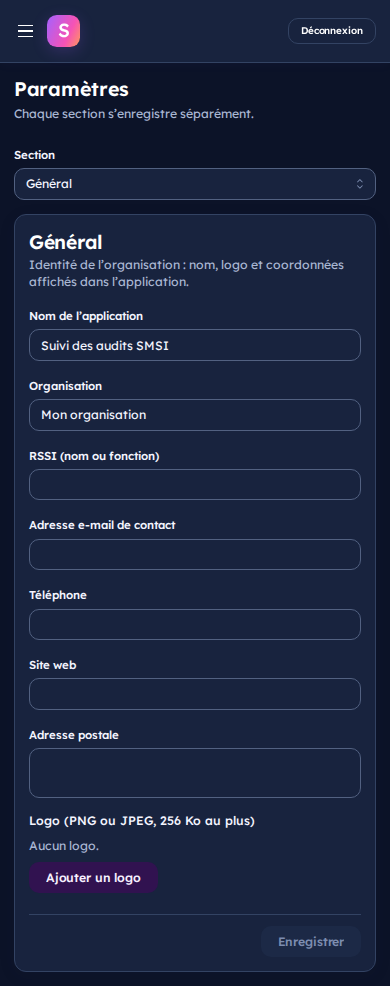 S
Déconnexion
Paramètres
Chaque section s’enregistre séparément.
Section
Général
Général
Identité de l’organisation : nom, logo et coordonnées
affichés dans l’application.
Nom de l’application
Suivi des audits SMSI
Organisation
Mon organisation
RSSI (nom ou fonction)
Adresse e-mail de contact
Téléphone
Site web
Adresse postale
Logo (PNG ou JPEG, 256 Ko au plus)
Aucun logo.
Ajouter un logo
Enregistrer